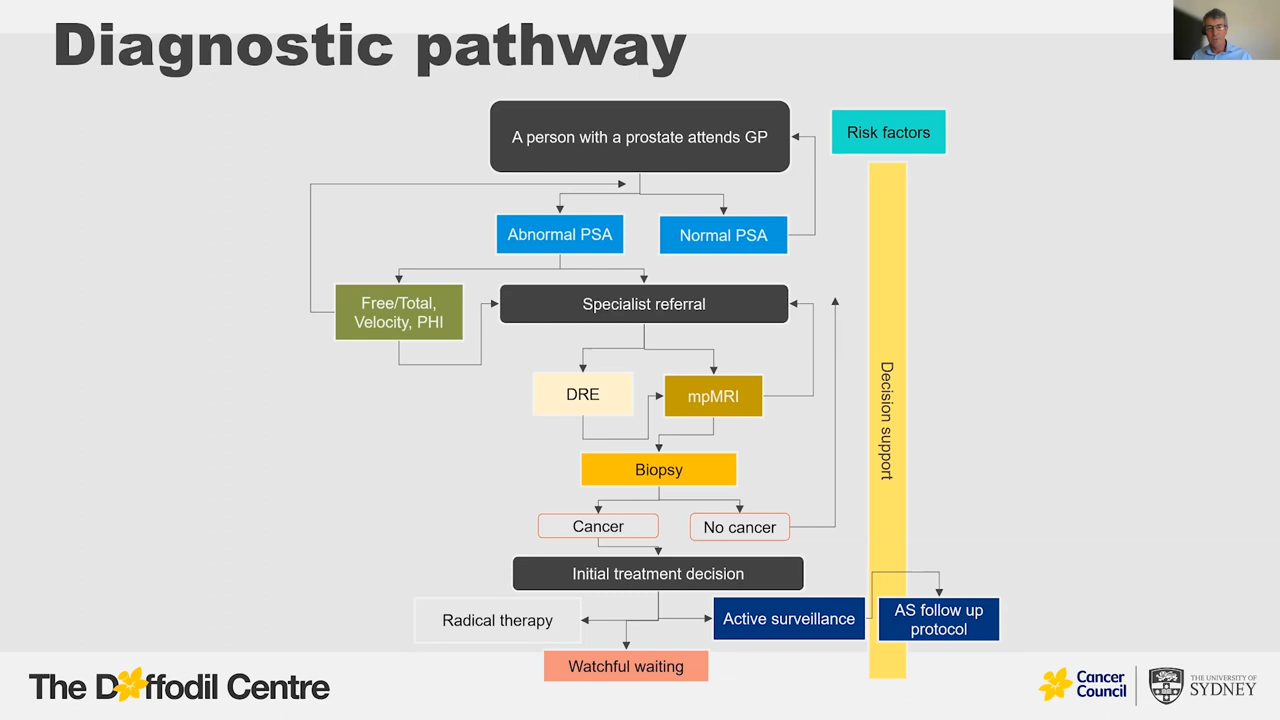 Diagnostic pathway
A person with a prostate attends GP
Risk factors
Abnormal PSA
Normal PSA
Free/Total,
Velocity, PHI
Specialist referral
DRE
mpMRI
Decision support
Biopsy
Cancer
No cancer
Initial treatment decision
Radical therapy
Active surveillance
AS follow up
protocol
Watchful waiting
The Daffodil Centre
Cancer
Council
THE UNIVERSITY OF
SYDNEY